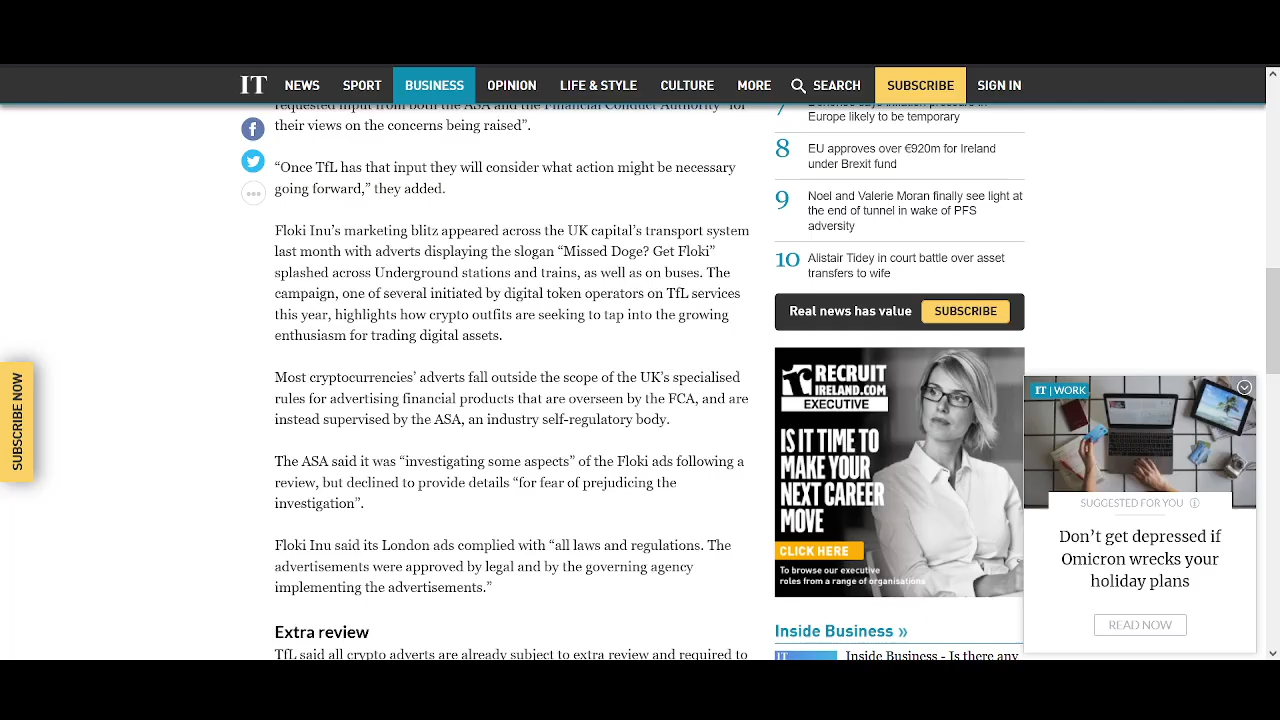 IT NEWS SPORT BUSINESS OPINION LIFE & STYLE CULTURE MORE SEARCH SUBSCRIBE SIGN IN
requested input from both the ASA and the Financial Conduct Authority “for
their views on the concerns being raised”.
“Once TfL has that input they will consider what action might be necessary
going forward,” they added.
Floki Inu’s marketing blitz appeared across the UK capital’s transport system
last month with adverts displaying the slogan “Missed Doge? Get Floki”
splashed across Underground stations and trains, as well as on buses. The
campaign, one of several initiated by digital token operators on TfL services
this year, highlights how crypto outfits are seeking to tap into the growing
enthusiasm for trading digital assets.
Most cryptocurrencies’ adverts fall outside the scope of the UK’s specialised
rules for marketing financial products that are overseen by the FCA, and are
instead supervised by the ASA, an industry self-regulatory body.
The ASA said it was “investigating some aspects” of the Floki ads following a
review, but declined to provide details “for fear of prejudicing the
investigation”.
Floki Inu said its London ads complied with “all laws and regulations. The
advertisements were approved by legal and by the governing agency
implementing the advertisements.”
Extra review
TfL said all crypto adverts are already subject to extra review and required to
SUBSCRIBE NOW
7
Europe likely to be temporary
8 EU approves over €920m for Ireland
under Brexit fund
9 Noel and Valerie Moran finally see light at
the end of tunnel in wake of PFS
adversity
10 Alistair Tidey in court battle over asset
transfers to wife
Real news has value SUBSCRIBE
RECRUIT
IRELAND.COM
EXECUTIVE
IS IT TIME TO
MAKE YOUR
NEXT CAREER
MOVE
CLICK HERE
To browse our executive
roles from a range of organisations
Inside Business »
IT
Inside Business - Is there any
IT | WORK
SUGGESTED FOR YOU
Don’t get depressed if
Omicron wrecks your
holiday plans
READ NOW